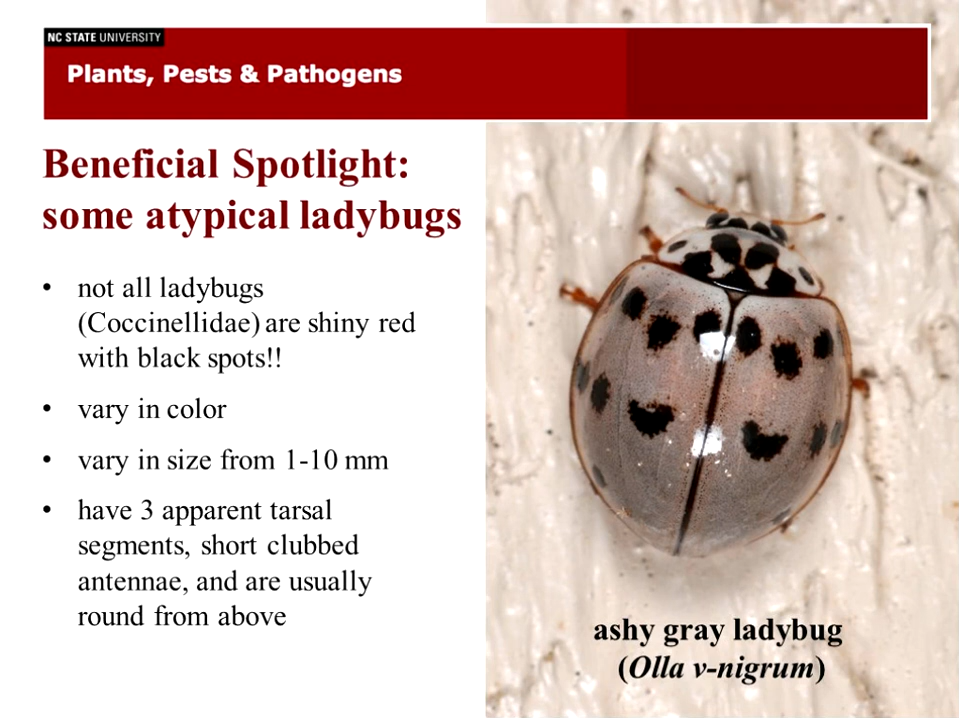 NC STATE UNIVERSITY
Plants, Pests & Pathogens
Beneficial Spotlight:
some atypical ladybugs
• not all ladybugs
(Coccinellidae) are shiny red
with black spots!!
• vary in color
• vary in size from 1-10 mm
• have 3 apparent tarsal
segments, short clubbed
antennae, and are usually
round from above
ashy gray ladybug
(Olla v-nigrum)